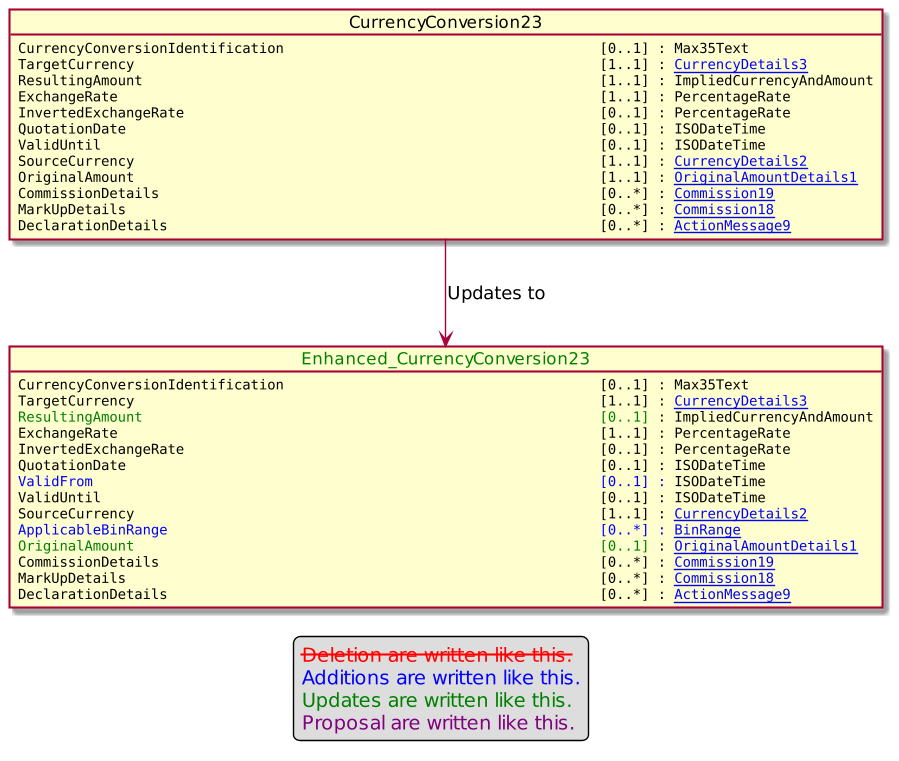 CurrencyConversion23
CurrencyConversionIdentification [0..1] : Max35Text
TargetCurrency [1..1] : CurrencyDetails3
ResultingAmount [1..1] : ImpliedCurrencyAndAmount
ExchangeRate [1..1] : PercentageRate
InvertedExchangeRate [0..1] : PercentageRate
QuotationDate [0..1] : ISODateTime
ValidUntil [0..1] : ISODateTime
SourceCurrency [1..1] : CurrencyDetails2
OriginalAmount [1..1] : OriginalAmountDetails1
CommissionDetails [0..*] : Commission19
MarkUpDetails [0..*] : Commission18
DeclarationDetails [0..*] : ActionMessage9
Updates to
Enhanced_CurrencyConversion23
CurrencyConversionIdentification [0..1] : Max35Text
TargetCurrency [1..1] : CurrencyDetails3
ResultingAmount [0..1] : ImpliedCurrencyAndAmount
ExchangeRate [1..1] : PercentageRate
InvertedExchangeRate [0..1] : PercentageRate
QuotationDate [0..1] : ISODateTime
ValidFrom [0..1] : ISODateTime
ValidUntil [0..1] : ISODateTime
SourceCurrency [1..1] : CurrencyDetails2
ApplicableBinRange [0..*] : BinRange
OriginalAmount [0..1] : OriginalAmountDetails1
CommissionDetails [0..*] : Commission19
MarkUpDetails [0..*] : Commission18
DeclarationDetails [0..*] : ActionMessage9
Deletion are written like this.
Additions are written like this.
Updates are written like this.
Proposal are written like this.